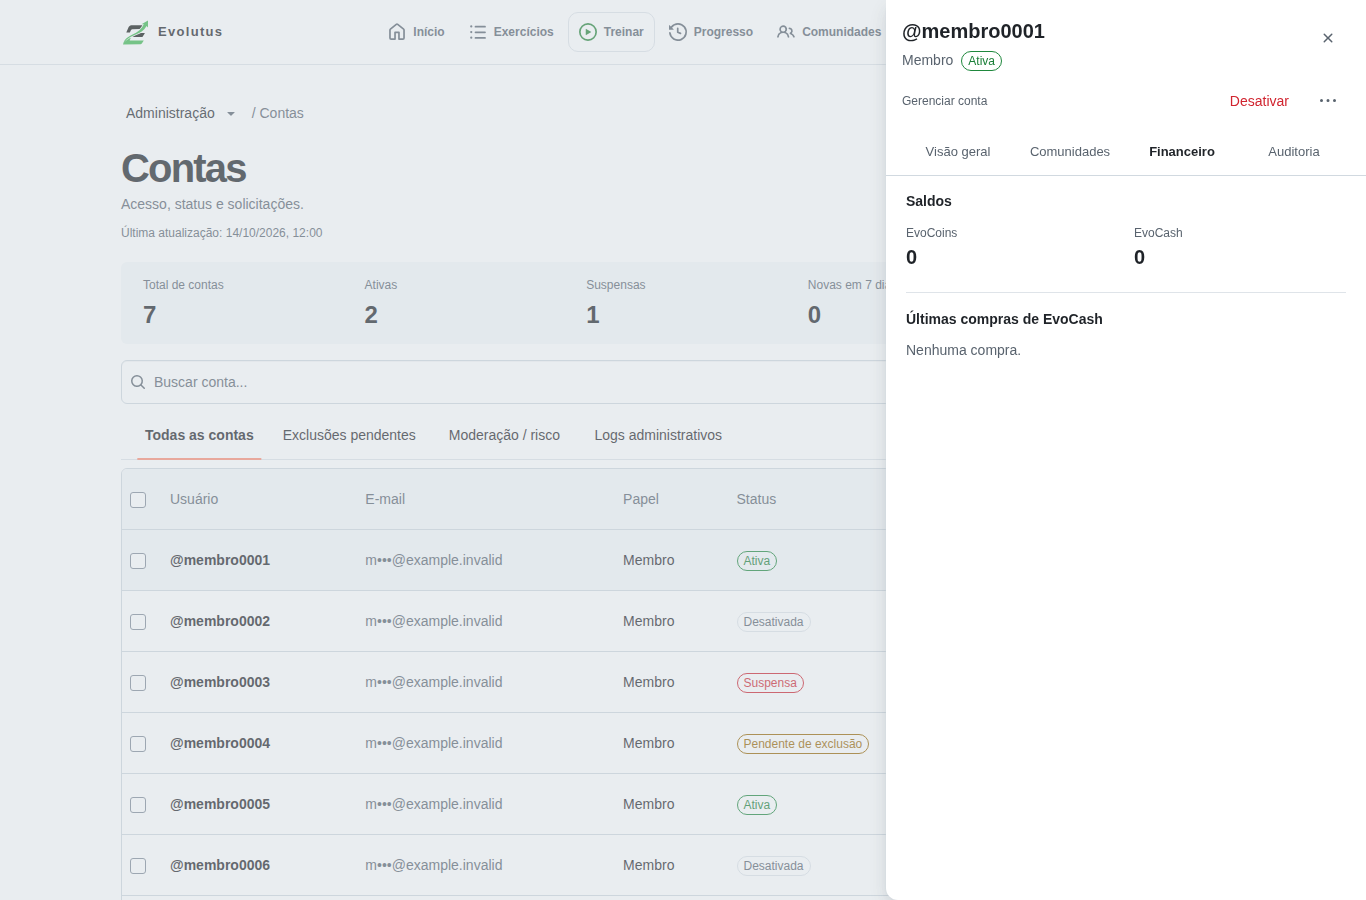 Evolutus
Início
Exercícios
Treinar
Progresso
Comunidades
Administração
/ Contas
Contas
Acesso, status e solicitações.
Última atualização: 14/10/2026, 12:00
Total de contas
7
Ativas
2
Suspensas
1
Novas em 7
0
Buscar conta...
Todas as contas
Exclusões pendentes
Moderação / risco
Logs administrativos
Usuário E-mail Papel Status
@membro0001 m•••@example.invalid Membro Ativa
@membro0002 m•••@example.invalid Membro Desativada
@membro0003 m•••@example.invalid Membro Suspensa
@membro0004 m•••@example.invalid Membro Pendente de exclusão
@membro0005 m•••@example.invalid Membro Ativa
@membro0006 m•••@example.invalid Membro Desativada
@membro0001
Membro Ativa
Gerenciar conta
Desativar
Visão geral
Comunidades
Financeiro
Auditoria
Saldos
EvoCoins
0
EvoCash
0
Últimas compras de EvoCash
Nenhuma compra.